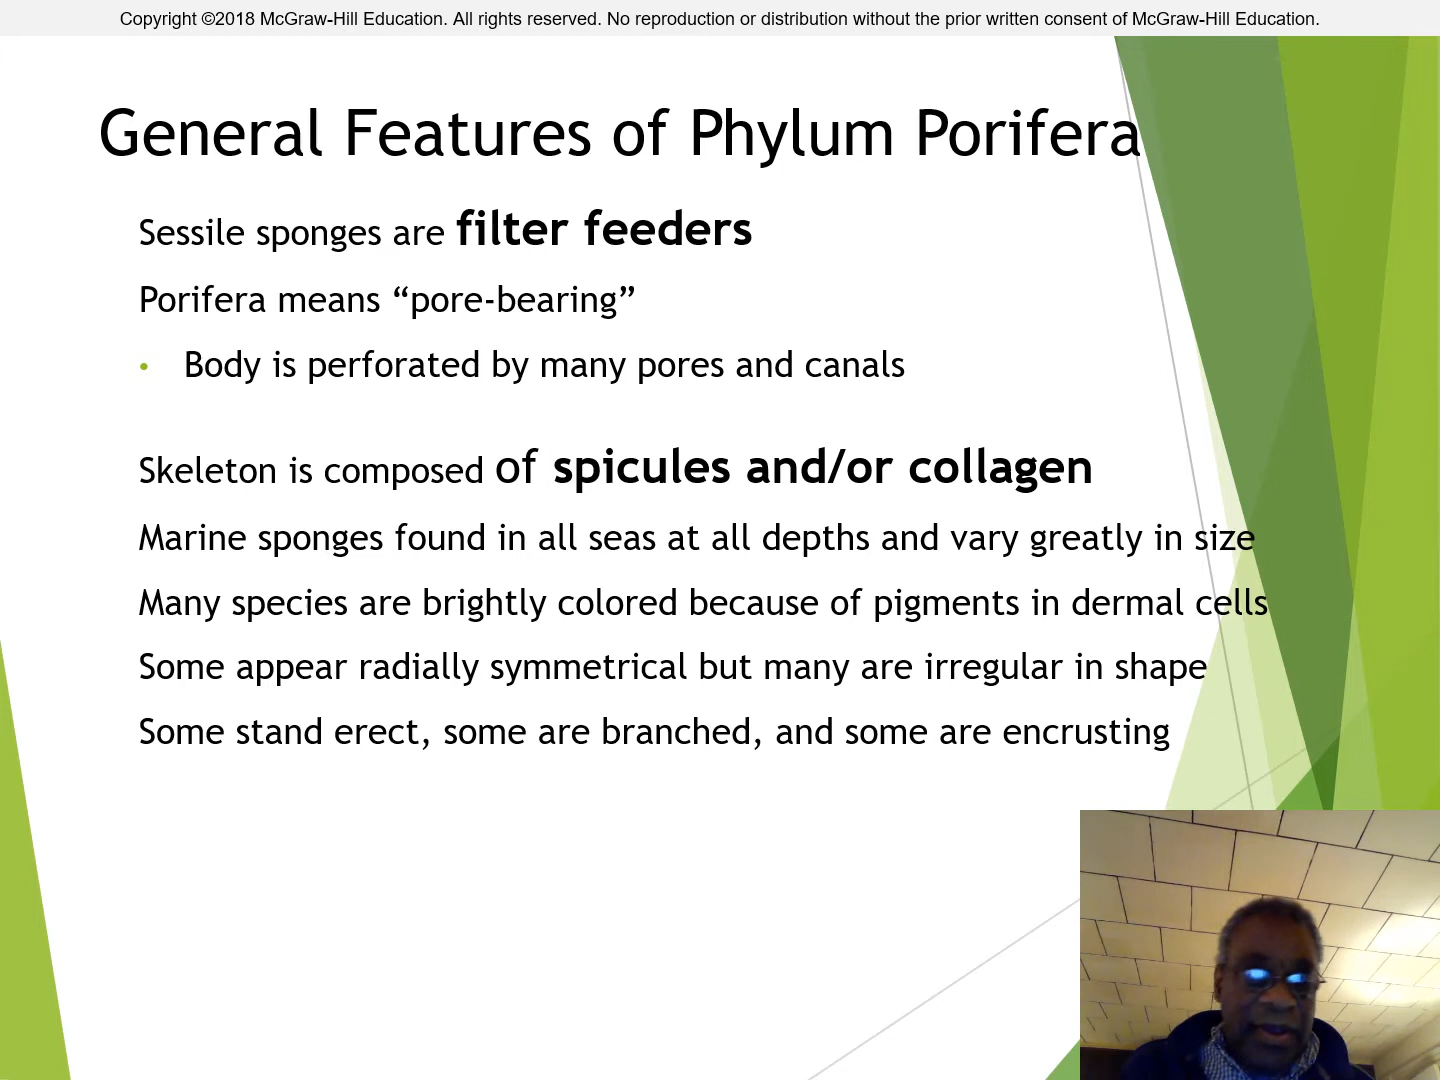 Copyright ©2018 McGraw-Hill Education. All rights reserved. No reproduction or distribution without the prior written consent of McGraw-Hill Education.
General Features of Phylum Porifera
Sessile sponges are filter feeders
Porifera means “pore-bearing”
• Body is perforated by many pores and canals
Skeleton is composed of spicules and/or collagen
Marine sponges found in all seas at all depths and vary greatly in size
Many species are brightly colored because of pigments in dermal cells
Some appear radially symmetrical but many are irregular in shape
Some stand erect, some are branched, and some are encrusting